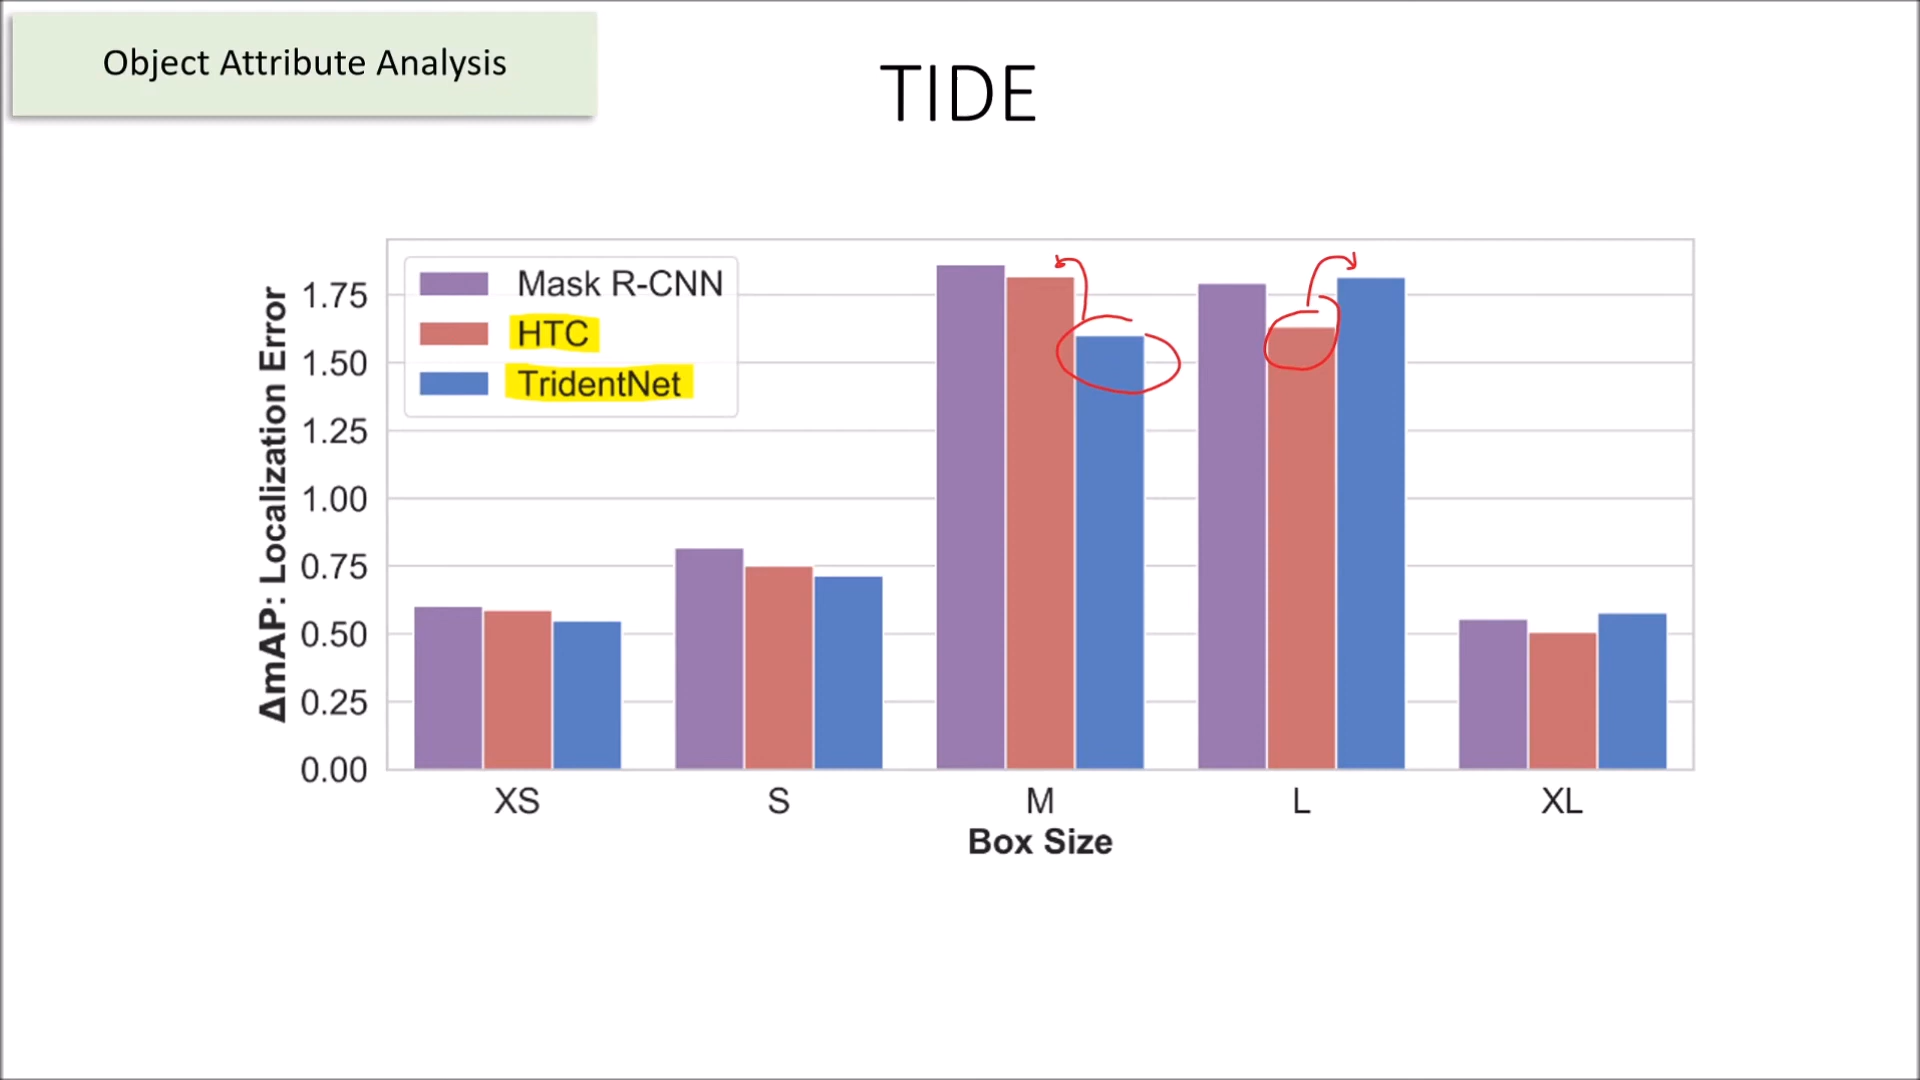 Object Attribute Analysis
TIDE
Mask R-CNN
HTC
TridentNet
ΔmAP: Localization Error
1.75
1.50
1.25
1.00
0.75
0.50
0.25
0.00
XS S M L XL
Box Size